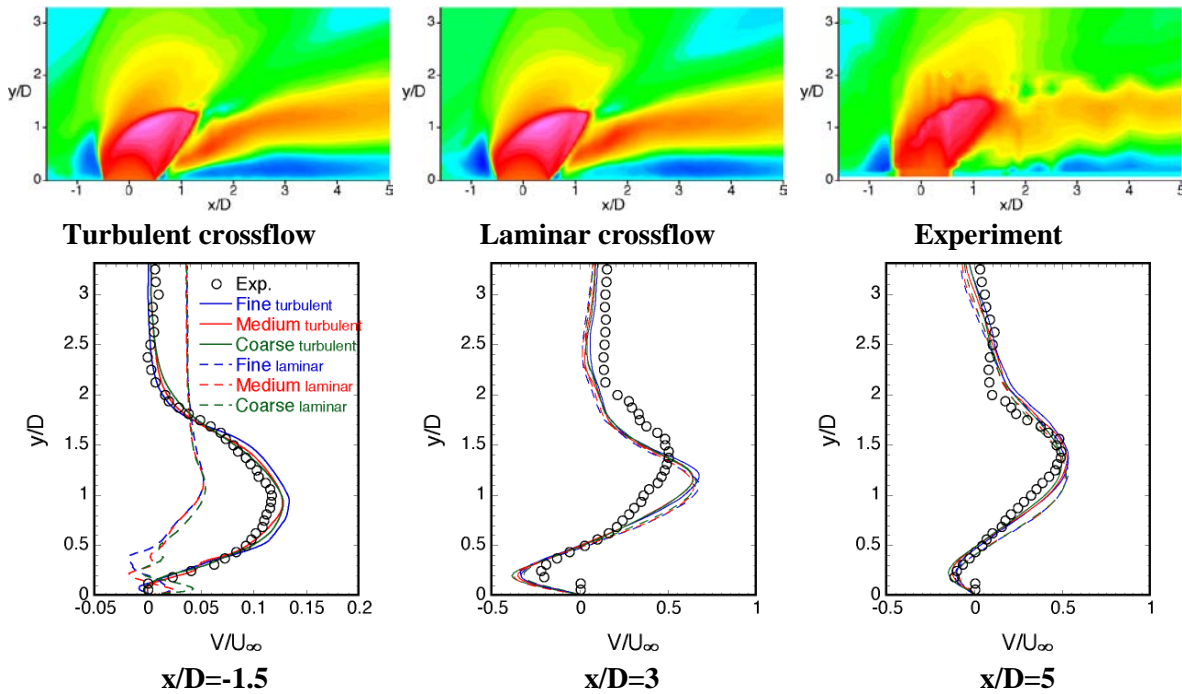 3
2
y/D
1
0
-1 0 1 2 3 4 5
x/D
3
2
y/D
1
0
-1 0 1 2 3 4 5
x/D
3
2
y/D
1
0
-1 0 1 2 3 4 5
x/D
Turbulent crossflow
Laminar crossflow
Experiment
3
2.5
2
1.5
1
0.5
0
y/D
Exp.
Fine turbulent
Medium turbulent
Coarse turbulent
Fine laminar
Medium laminar
Coarse laminar
-0.05 0 0.05 0.1 0.15 0.2
V/U∞
x/D=-1.5
3
2.5
2
1.5
1
0.5
0
y/D
-0.5 0 0.5 1
V/U∞
x/D=3
3
2.5
2
1.5
1
0.5
0
y/D
-0.5 0 0.5 1
V/U∞
x/D=5